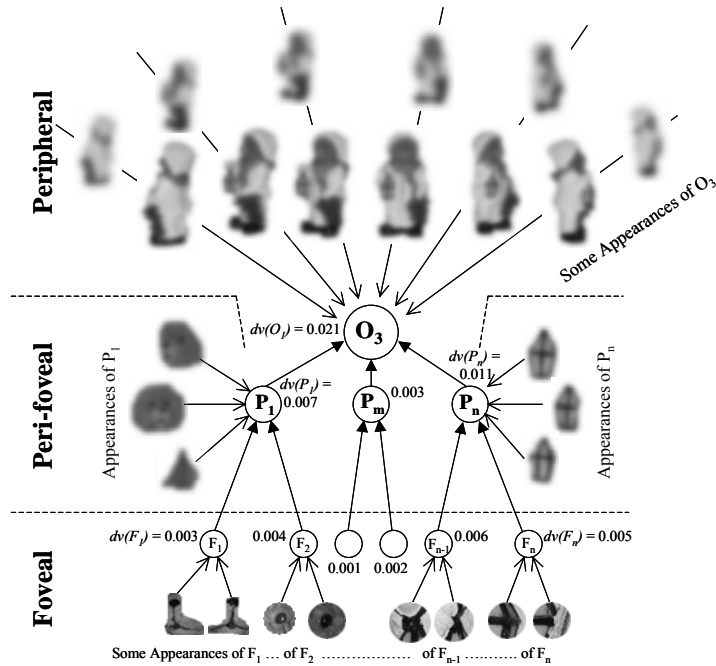 Peripheral
Some Appearances of O3
dv(O1) = 0.021
O3
Peri-foveal
Appearances of P1
dv(P1) =
0.007
P1
0.003
Pm
dv(Pn) =
0.011
Pn
Appearances of Pn
Foveal
dv(F1) = 0.003
F1
0.004
F2
0.001
0.002
Fn-1
0.006
Fn
dv(Fn) = 0.005
Some Appearances of F1 ... of F2 ...................... of Fn-1 .......... of Fn